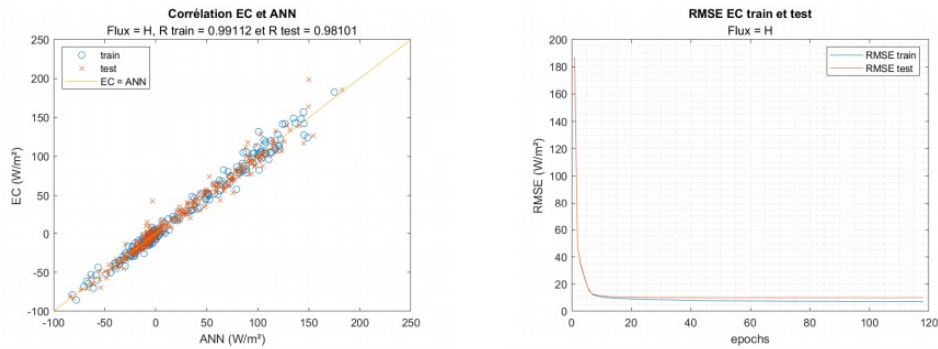 Corrélation EC et ANN
Flux = H, R train = 0.99112 et R test = 0.98101
250
200
150
100
50
0
-50
-100
EC (W/m²)
train
test
EC = ANN
-100
-50
0
50
100
150
200
250
ANN (W/m²)
RMSE EC train et test
Flux = H
200
180
160
140
120
100
80
60
40
20
0
RMSE (W/m²)
RMSE train
RMSE test
0
20
40
60
80
100
120
epochs